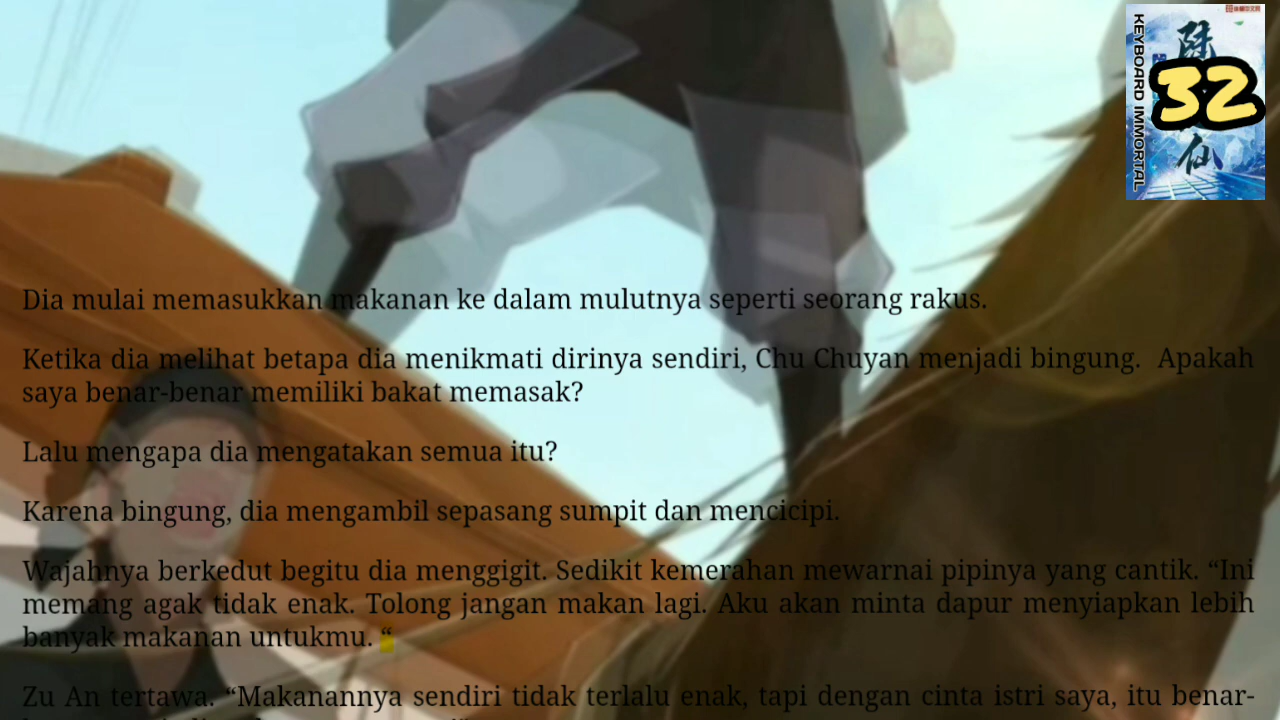 KEYBOARD IMMORTAL
32
仙
Dia mulai memasukkan makanan ke dalam mulutnya seperti seorang rakus.
Ketika dia melihat betapa dia menikmati dirinya sendiri, Chu Chuyan menjadi bingung.  Apakah
saya benar-benar memiliki bakat memasak?
Lalu mengapa dia mengatakan semua itu?
Karena bingung, dia mengambil sepasang sumpit dan mencicipi.
Wajahnya berkedut begitu dia menggigit. Sedikit kemerahan mewarnai pipinya yang cantik. “Ini
memang agak tidak enak. Tolong jangan makan lagi. Aku akan minta dapur menyiapkan lebih
banyak makanan untukmu. “
Zu An tertawa. “Makanannya sendiri tidak terlalu enak, tapi dengan cinta istri saya, itu benar-